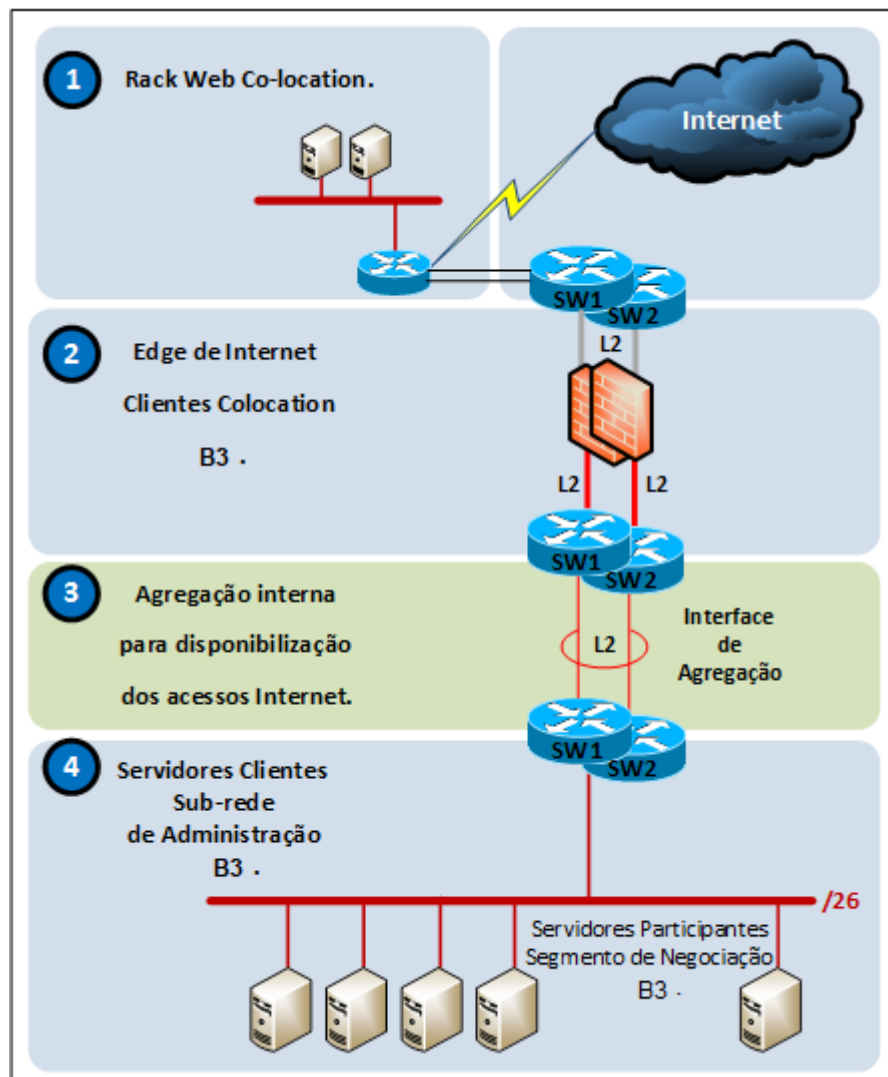 1
Rack Web Co-location.
Internet
SW1
SW2
2
Edge de Internet
Clientes Colocation
B3 .
L2
L2
L2
SW1
SW2
3
Agregação interna
para disponibilização
dos acessos Internet.
L2
Interface
de
Agregação
SW1
SW2
4
Servidores Clientes
Sub-rede
de Administração
B3 .
/26
Servidores Participantes
Segmento de Negociação
B3 .